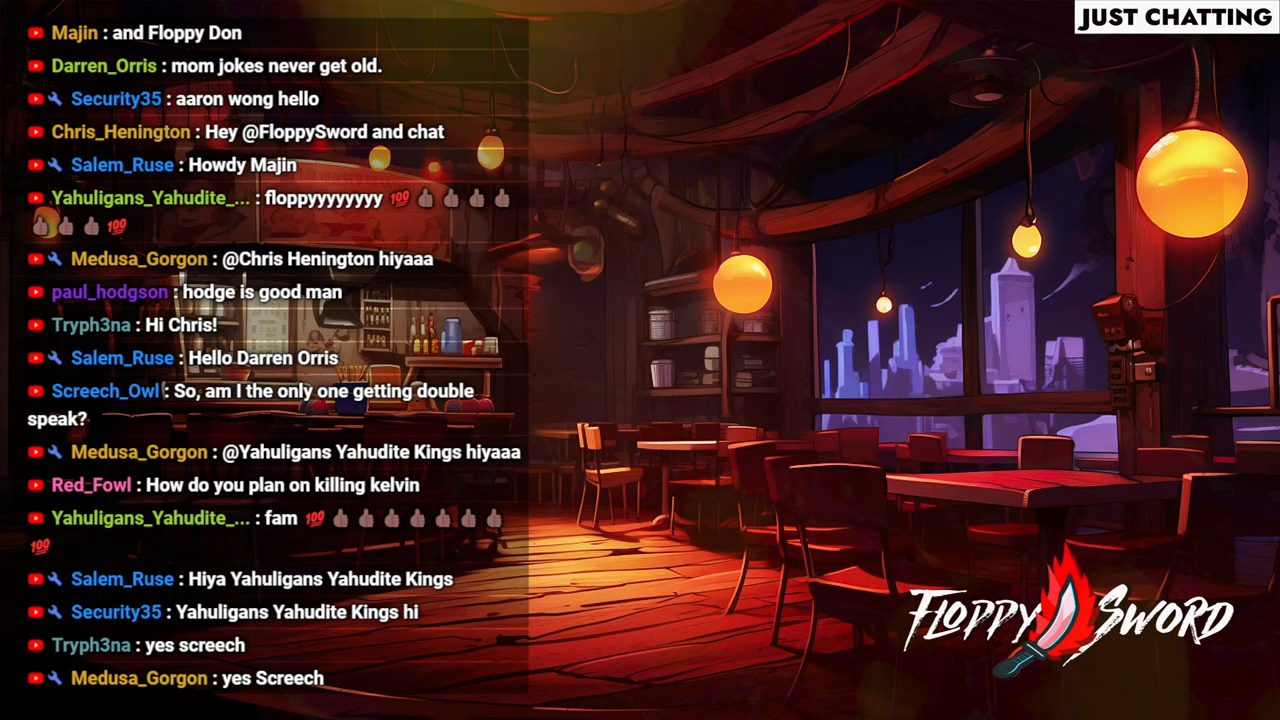 JUST CHATTING
Majin : and Floppy Don
Darren_Orris : mom jokes never get old.
Security35 : aaron wong hello
Chris_Henington : Hey @FloppySword and chat
Salem_Ruse : Howdy Majin
Yahuligans_Yahudite_... : floppyyyyyyyy 💯 👍🏾 👍🏾 👍🏾 👍🏾
👍🏾 👍🏾 👍🏾 💯
Medusa_Gorgon : @Chris Henington hiyaaa
paul_hodgson : hodge is good man
Tryph3na : Hi Chris!
Salem_Ruse : Hello Darren Orris
Screech_Owl : So, am I the only one getting double
speak?
Medusa_Gorgon : @Yahuligans Yahudite Kings hiyaaa
Red_Fowl : How do you plan on killing kelvin
Yahuligans_Yahudite_... : fam 💯 👍🏾 👍🏾 👍🏾 👍🏾 👍🏾 👍🏾 👍🏾
💯
Salem_Ruse : Hiya Yahuligans Yahudite Kings
Security35 : Yahuligans Yahudite Kings hi
Tryph3na : yes screech
Medusa_Gorgon : yes Screech
FLOPPY SWORD